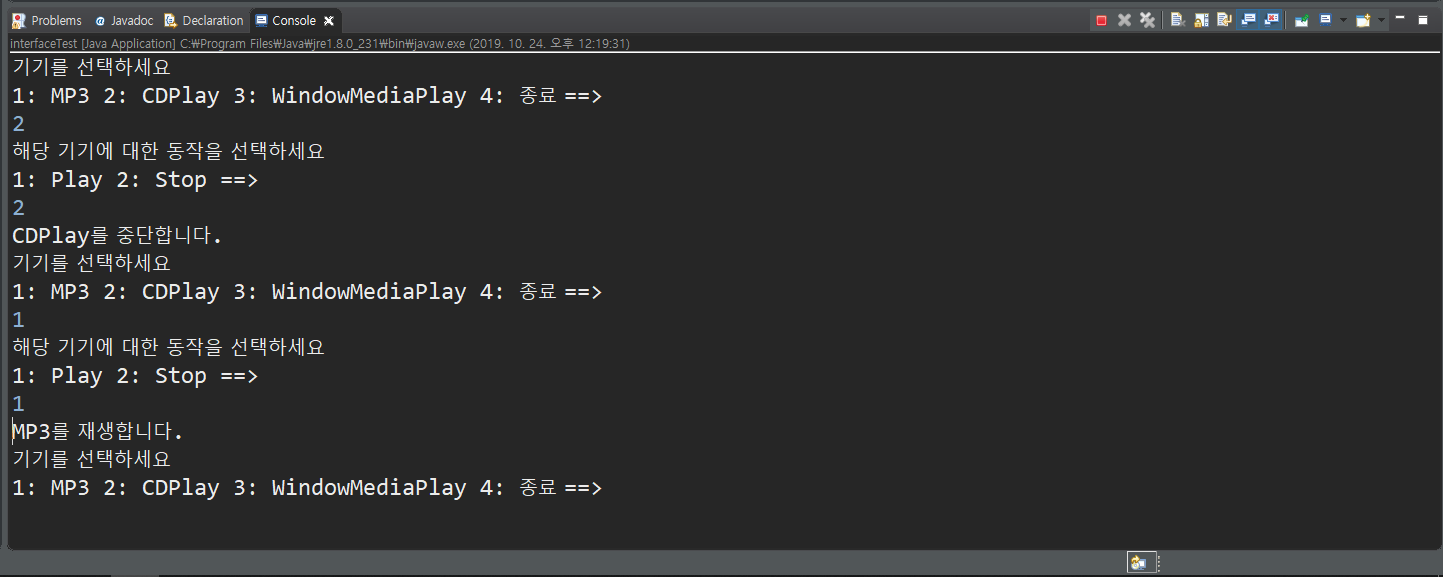 Problems @ Javadoc Declaration Console
interfaceTest [Java Application] C:₩Program Files₩Java₩jre1.8.0_231₩bin₩javaw.exe (2019. 10. 24. 오후 12:19:31)
기기를 선택하세요
1: MP3 2: CDPlay 3: WindowMediaPlay 4: 종료 ==>
2
해당 기기에 대한 동작을 선택하세요
1: Play 2: Stop ==>
2
CDPlay를 중단합니다.
기기를 선택하세요
1: MP3 2: CDPlay 3: WindowMediaPlay 4: 종료 ==>
1
해당 기기에 대한 동작을 선택하세요
1: Play 2: Stop ==>
1
MP3를 재생합니다.
기기를 선택하세요
1: MP3 2: CDPlay 3: WindowMediaPlay 4: 종료 ==>